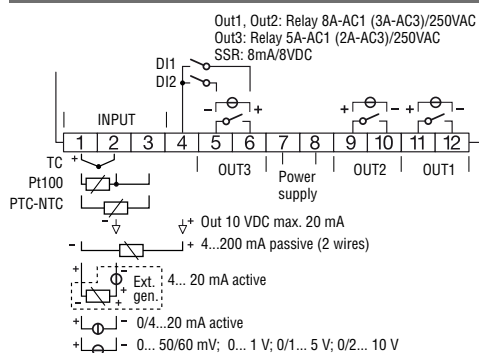 Out1, Out2: Relay 8A-AC1 (3A-AC3)/250VAC
Out3: Relay 5A-AC1 (2A-AC3)/250VAC
SSR: 8mA/8VDC
DI1
DI2
- + - + - +
INPUT
1 2 3 4 5 6 7 8 9 10 11 12
TC +
OUT3 Power supply OUT2 OUT1
Pt100
PTC-NTC
- + Out 10 VDC max. 20 mA
- + 4...200 mA passive (2 wires)
+ - Ext. gen. 4... 20 mA active
- + +
+ - 0/4...20 mA active
+ - 0... 50/60 mV; 0... 1 V; 0/1... 5 V; 0/2... 10 V